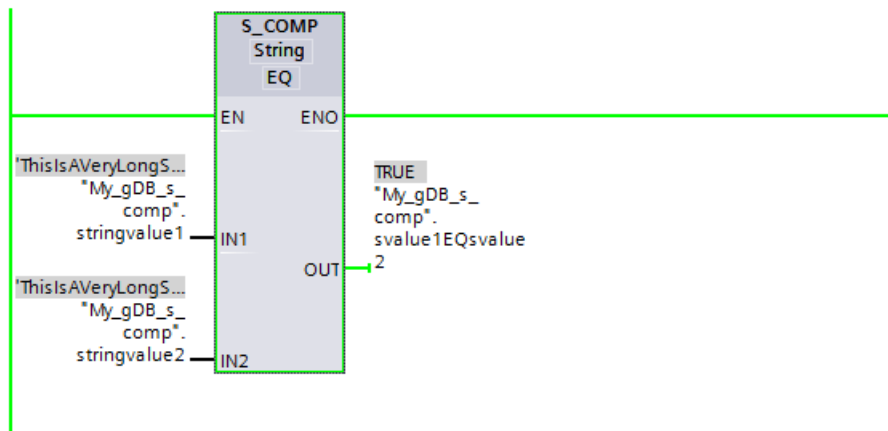 S_COMP
String
EQ
EN ENO
'ThisIsAVeryLongS...
"My_gDB_s_
comp".
stringvalue1
IN1
TRUE
"My_gDB_s_
comp".
svalue1EQsvalue
2
OUT
'ThisIsAVeryLongS...
"My_gDB_s_
comp".
stringvalue2
IN2